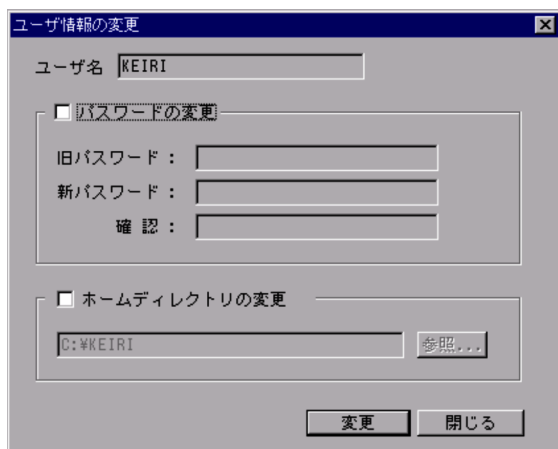 ユーザ情報の変更
ユーザ名 KEIRI
パスワードの変更
旧パスワード：
新パスワード：
確 認：
ホームディレクトリの変更
C:¥KEIRI 参照...
変更 閉じる